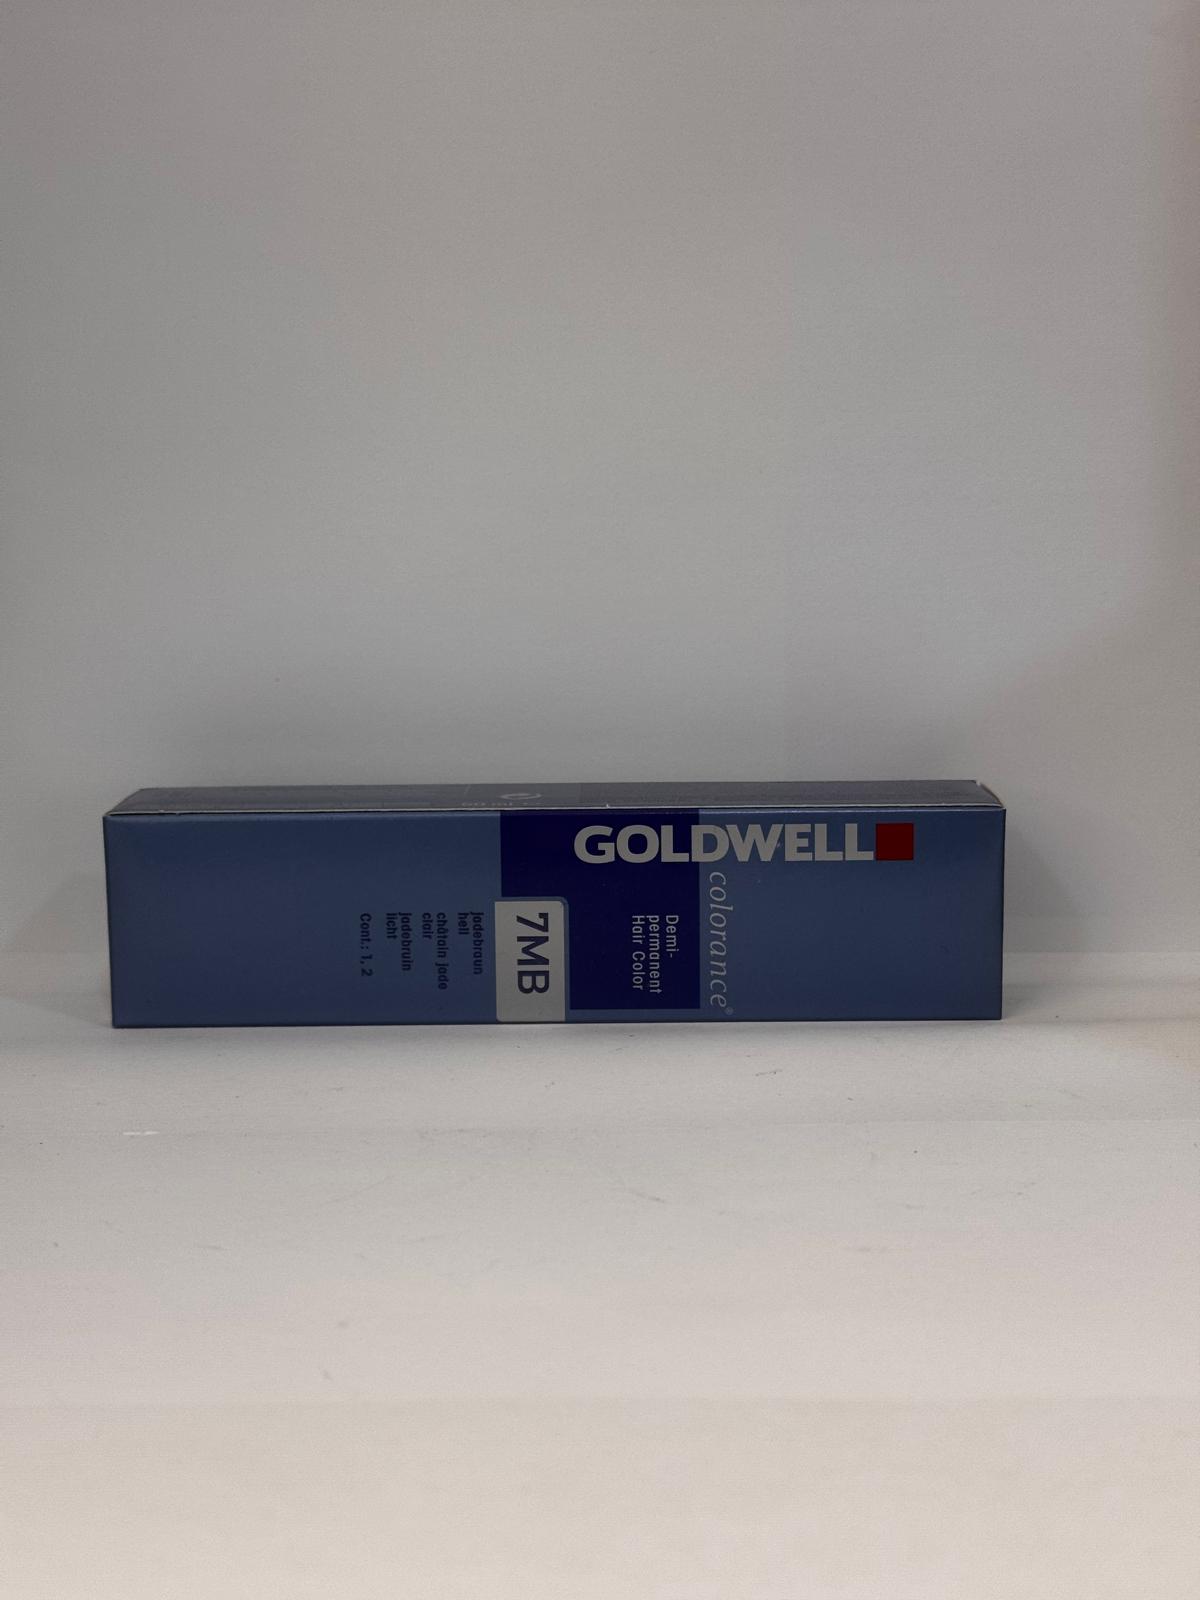 GOLDWELL
colorance®
Demi-
permanent
Hair Color
7MB
jadebraun
hell
châtain jade
clair
jadebruin
licht
Cont.: 1, 2